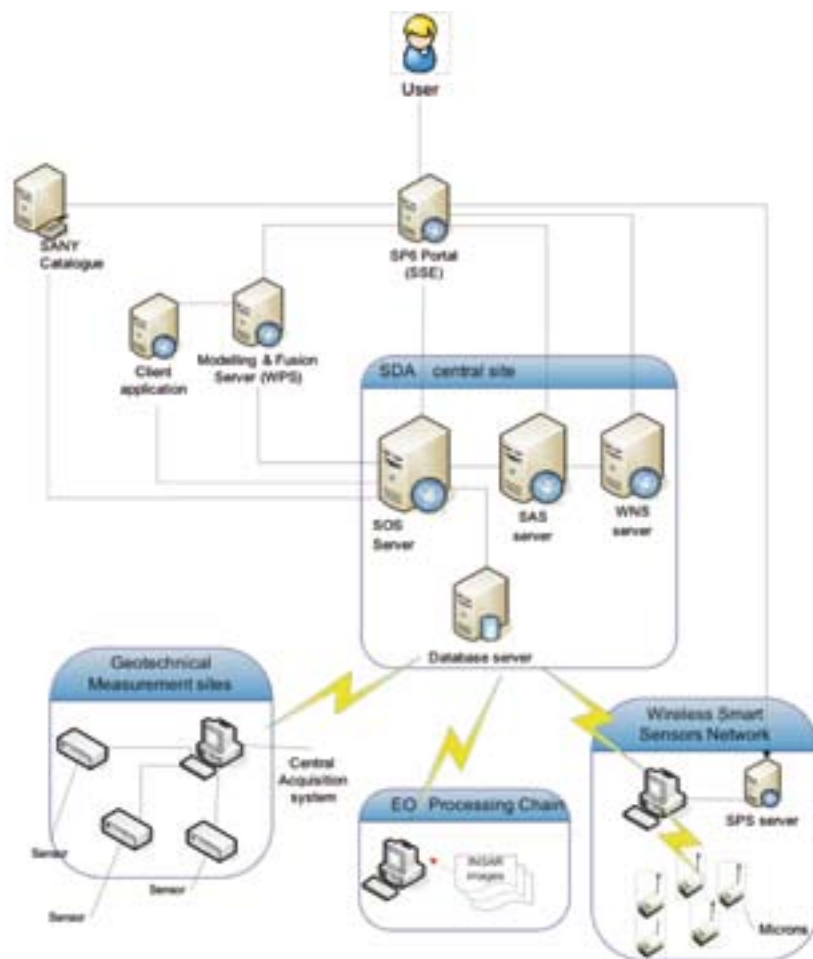 User
SANY
Catalogue
SP6 Portal
(SSE)
Client
application
Modelling & Fusion
Server (WPS)
SDA central site
SOS
Server
SAS
server
WNS
server
Database server
Geotechnical
Measurement sites
Central
Acquisition
system
Sensor
Sensor
Sensor
EO Processing Chain
INSAR
images
Wireless Smart
Sensors Network
SPS server
Microns